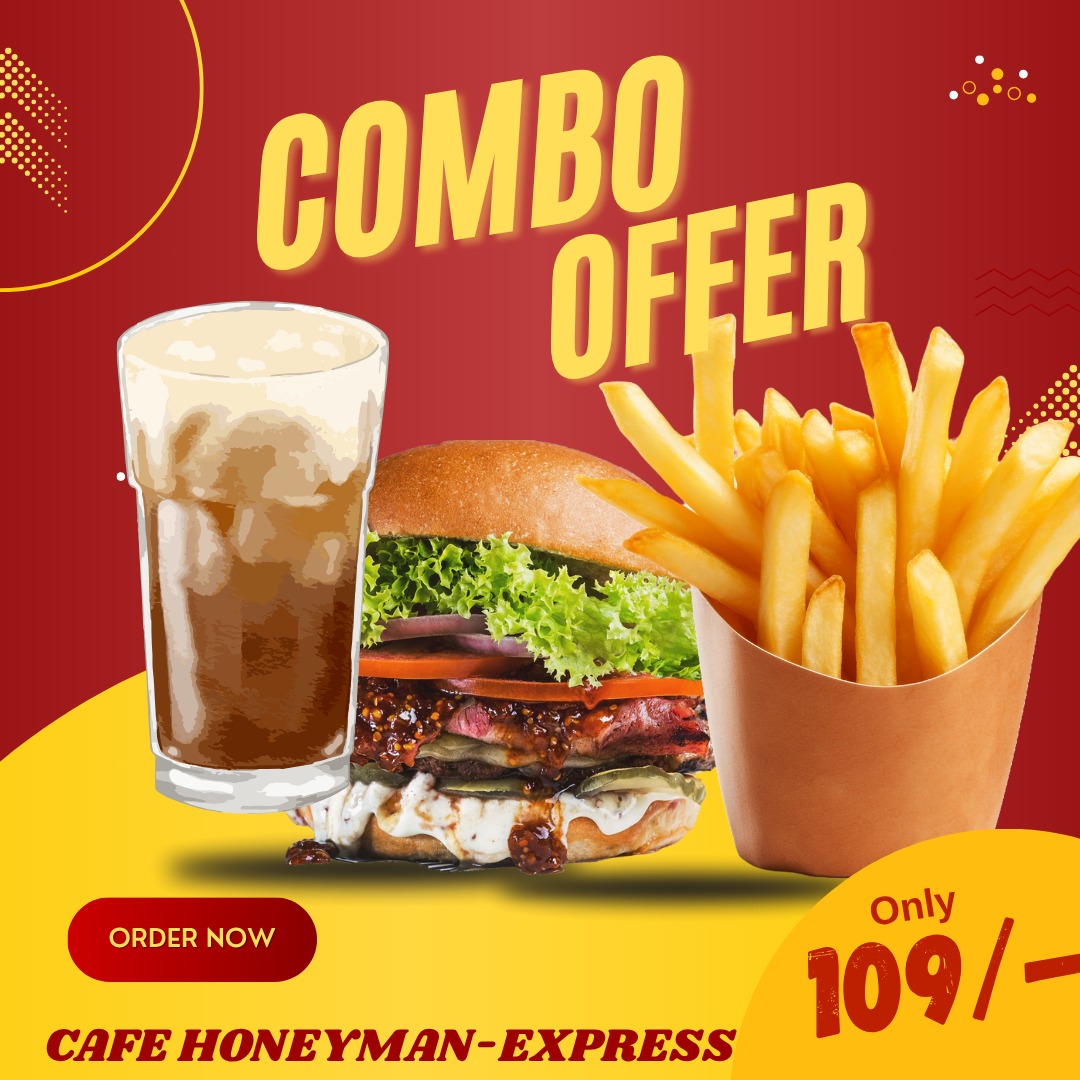 COMBO
OFFER
ORDER NOW
Only
109/-
CAFE HONEYMAN-EXPRESS